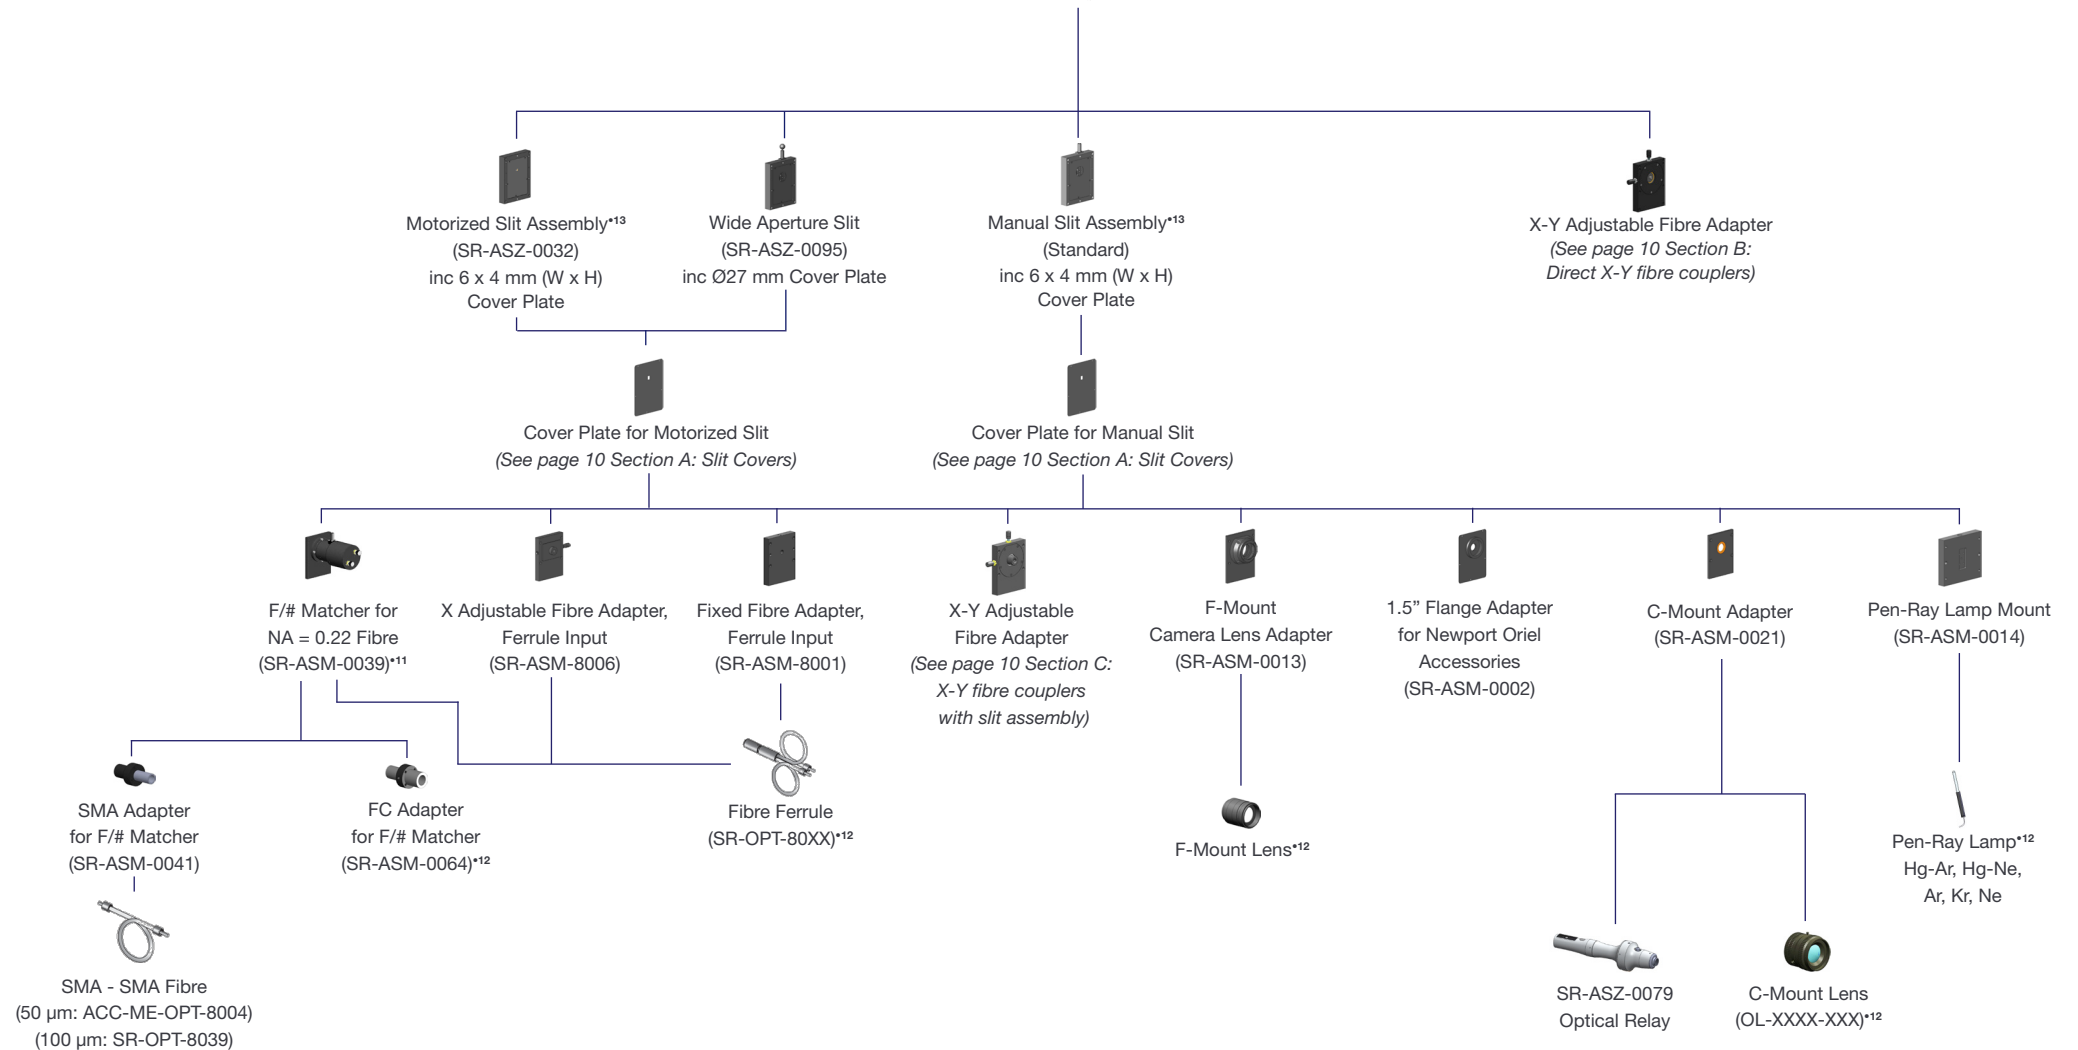 Motorized Slit Assembly•13
(SR-ASZ-0032)
inc 6 x 4 mm (W x H)
Cover Plate
Wide Aperture Slit
(SR-ASZ-0095)
inc Ø27 mm Cover Plate
Manual Slit Assembly•13
(Standard)
inc 6 x 4 mm (W x H)
Cover Plate
X-Y Adjustable Fibre Adapter
(See page 10 Section B:
Direct X-Y fibre couplers)
Cover Plate for Motorized Slit
(See page 10 Section A: Slit Covers)
Cover Plate for Manual Slit
(See page 10 Section A: Slit Covers)
F/# Matcher for
NA = 0.22 Fibre
(SR-ASM-0039)•11
X Adjustable Fibre Adapter,
Ferrule Input
(SR-ASM-8006)
Fixed Fibre Adapter,
Ferrule Input
(SR-ASM-8001)
X-Y Adjustable
Fibre Adapter
(See page 10 Section C:
X-Y fibre couplers
with slit assembly)
F-Mount
Camera Lens Adapter
(SR-ASM-0013)
1.5” Flange Adapter
for Newport Oriel
Accessories
(SR-ASM-0002)
C-Mount Adapter
(SR-ASM-0021)
Pen-Ray Lamp Mount
(SR-ASM-0014)
SMA Adapter
for F/# Matcher
(SR-ASM-0041)
FC Adapter
for F/# Matcher
(SR-ASM-0064)•12
Fibre Ferrule
(SR-OPT-80XX)•12
F-Mount Lens•12
Pen-Ray Lamp•12
Hg-Ar, Hg-Ne,
Ar, Kr, Ne
SMA - SMA Fibre
(50 µm: ACC-ME-OPT-8004)
(100 µm: SR-OPT-8039)
SR-ASZ-0079
Optical Relay
C-Mount Lens
(OL-XXXX-XXX)•12